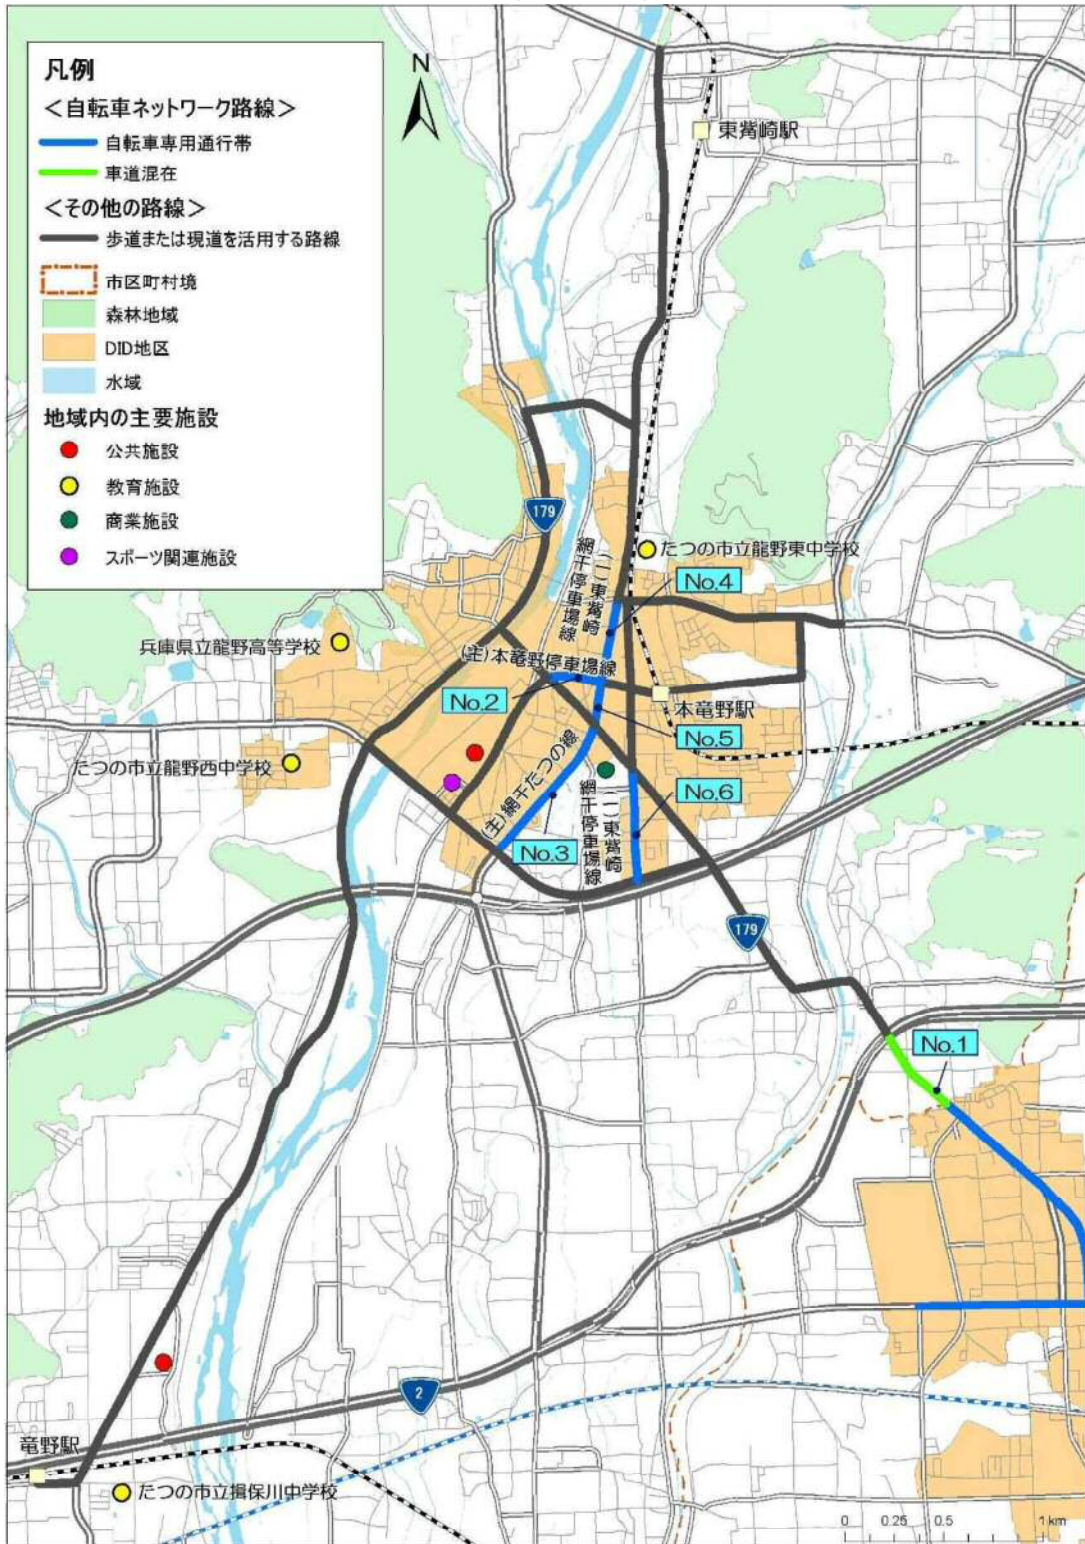 凡例
<自転車ネットワーク路線>
自転車専用通行帯
車道混在
<その他の路線>
歩道または現道を活用する路線
市区町村境
森林地域
DID地区
水域
地域内の主要施設
公共施設
教育施設
商業施設
スポーツ関連施設
N
東觜崎駅
179
たつの市立龍野東中学校
(一)東觜崎
網干停車場線
No.4
兵庫県立龍野高等学校
(主)本竜野停車場線
No.2
本竜野駅
No.5
たつの市立龍野西中学校
(主)網干たつの線
No.6
(一)東觜崎
網干停車場線
No.3
179
No.1
2
竜野駅
たつの市立揖保川中学校
0 0.25 0.5 1 km